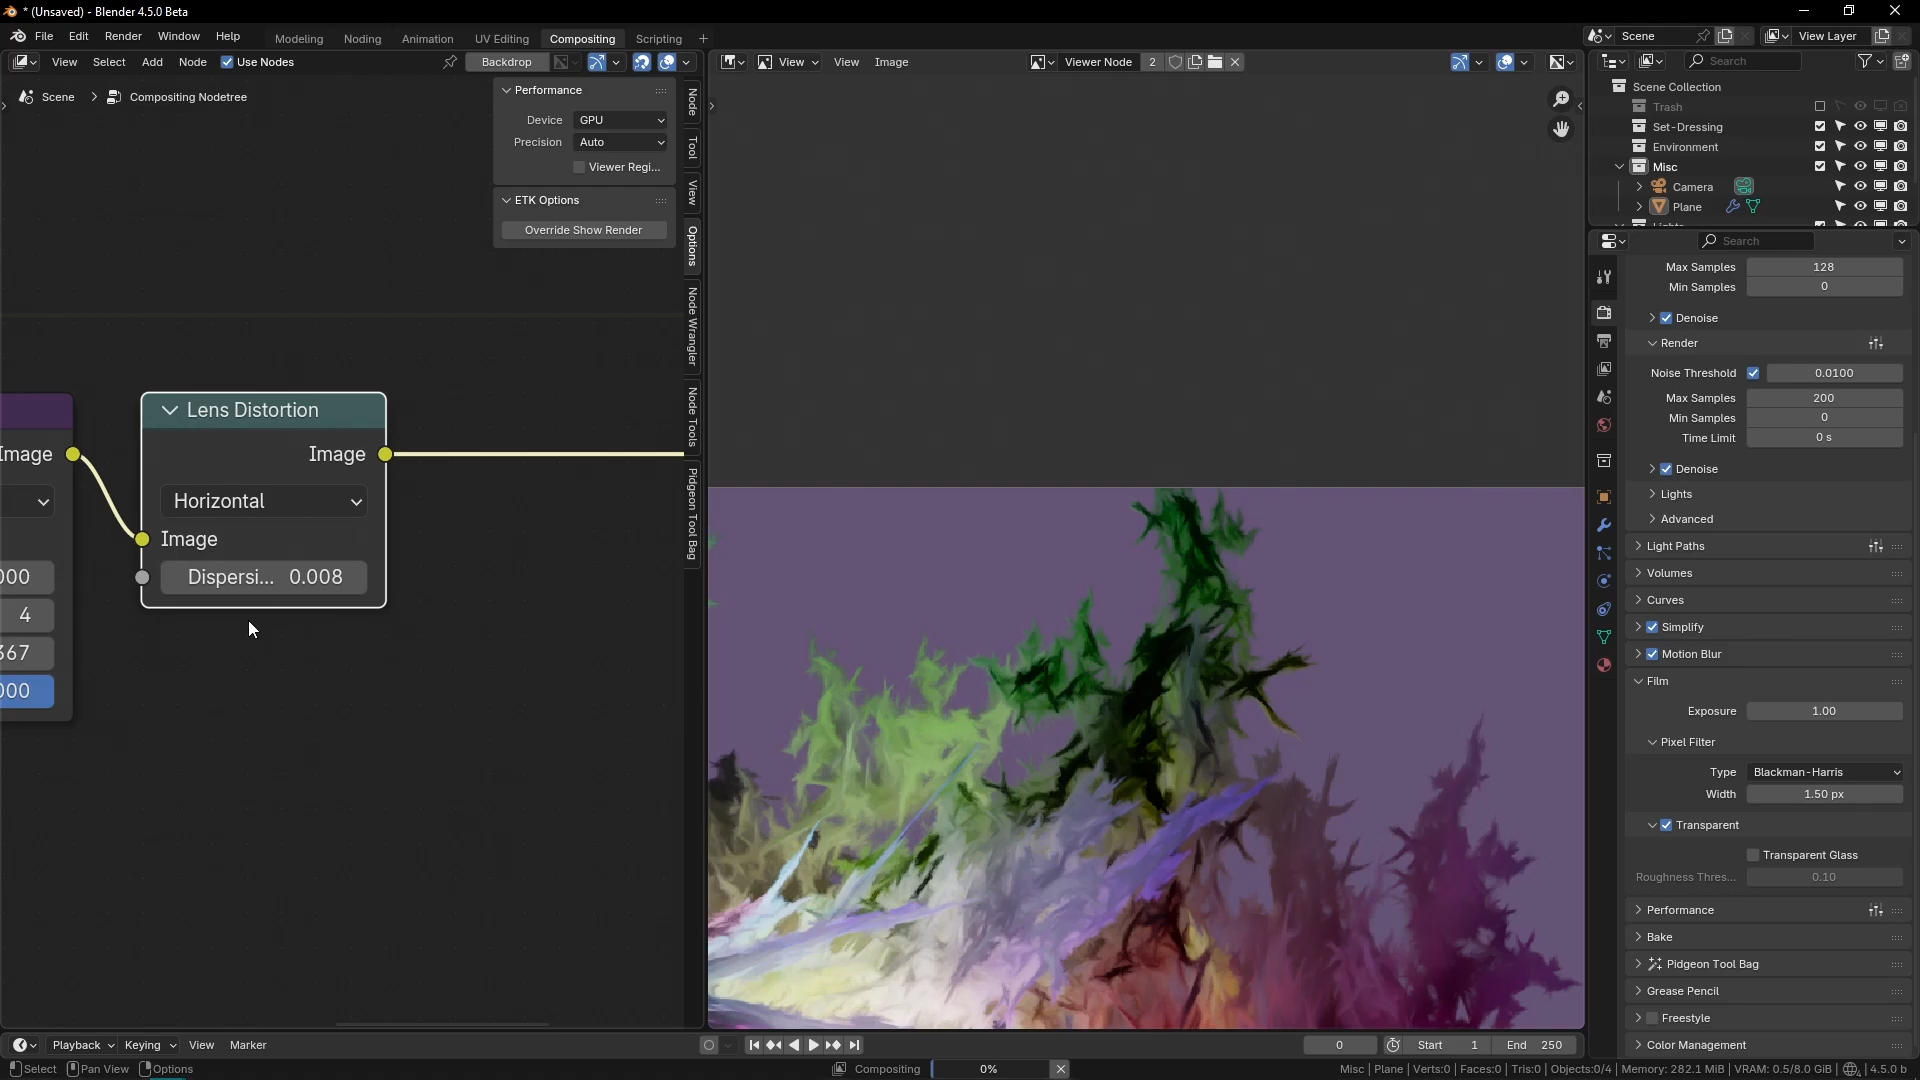 * (Unsaved) - Blender 4.5.0 Beta
File Edit Render Window Help
Modeling Noding Animation UV Editing Compositing Scripting +
Scene View Layer
View Select Add Node Use Nodes Backdrop
View View Image Viewer Node 2
Search
Scene > Compositing Nodetree
Performance
Device GPU
Precision Auto
Viewer Regi...
ETK Options
Override Show Render
Node
Tool
View
Options
Node Wrangler
Node Tools
Pidgeon Tool Bag
Image
000
4
367
000
Lens Distortion
Image
Horizontal
Image
Dispersi... 0.008
Scene Collection
Trash
Set-Dressing
Environment
Misc
Camera
Plane
Search
Max Samples 128
Min Samples 0
Denoise
Render
Noise Threshold 0.0100
Max Samples 200
Min Samples 0
Time Limit 0 s
Denoise
Lights
Advanced
Light Paths
Volumes
Curves
Simplify
Motion Blur
Film
Exposure 1.00
Pixel Filter
Type Blackman-Harris
Width 1.50 px
Transparent
Transparent Glass
Roughness Thres... 0.10
Performance
Bake
Pidgeon Tool Bag
Grease Pencil
Freestyle
Color Management
Playback Keying View Marker
0 Start 1 End 250
Select Pan View Options
Compositing 0%
Misc | Plane | Verts:0 | Faces:0 | Tris:0 | Objects:0/4 | Memory: 282.1 MiB | VRAM: 0.5/8.0 GiB | 4.5.0 b